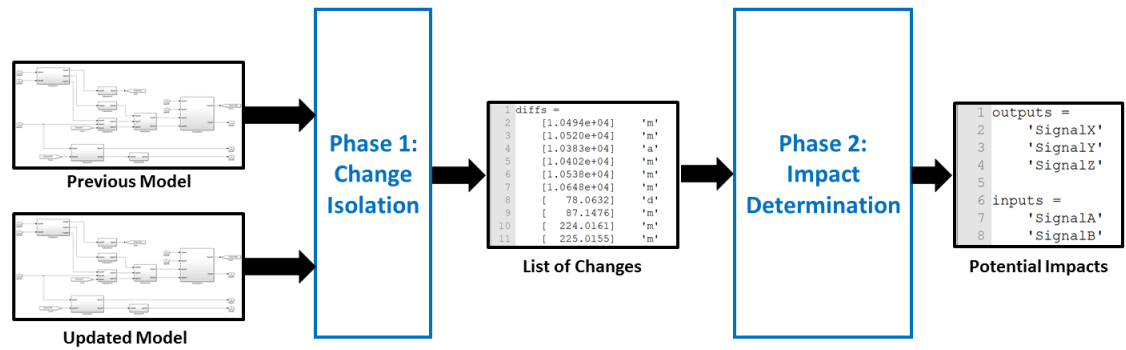 Previous Model
Updated Model
Phase 1:
Change
Isolation
1 diffs =
2 [1.0494e+04] 'm'
3 [1.0520e+04] 'm'
4 [1.0383e+04] 'a'
5 [1.0402e+04] 'm'
6 [1.0538e+04] 'm'
7 [1.0648e+04] 'm'
8 [ 78.0632] 'd'
9 [ 87.1476] 'm'
10 [ 224.0161] 'm'
11 [ 225.0155] 'm'
List of Changes
Phase 2:
Impact
Determination
1 outputs =
2 'SignalX'
3 'SignalY'
4 'SignalZ'
5
6 inputs =
7 'SignalA'
8 'SignalB'
Potential Impacts